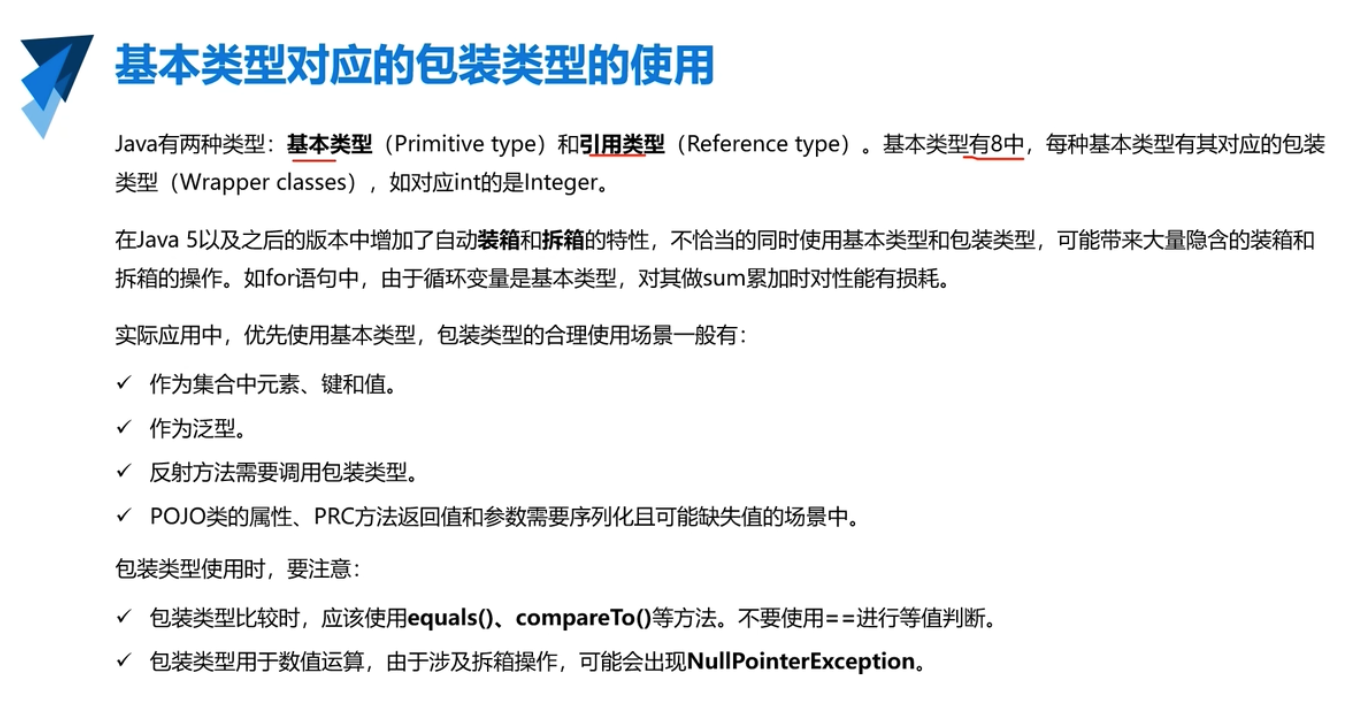 基本类型对应的包装类型的使用
Java有两种类型：基本类型（Primitive type）和引用类型（Reference type）。基本类型有8中，每种基本类型有其对应的包装
类型（Wrapper classes），如对应int的是Integer。
在Java 5以及之后的版本中增加了自动装箱和拆箱的特性，不恰当的同时使用基本类型和包装类型，可能带来大量隐含的装箱和
拆箱的操作。如for语句中，由于循环变量是基本类型，对其做sum累加时对性能有损耗。
实际应用中，优先使用基本类型，包装类型的合理使用场景一般有：
✓ 作为集合中元素、键和值。
✓ 作为泛型。
✓ 反射方法需要调用包装类型。
✓ POJO类的属性、PRC方法返回值和参数需要序列化且可能缺失值的场景中。
包装类型使用时，要注意：
✓ 包装类型比较时，应该使用equals()、compareTo()等方法。不要使用==进行等值判断。
✓ 包装类型用于数值运算，由于涉及拆箱操作，可能会出现NullPointerException。